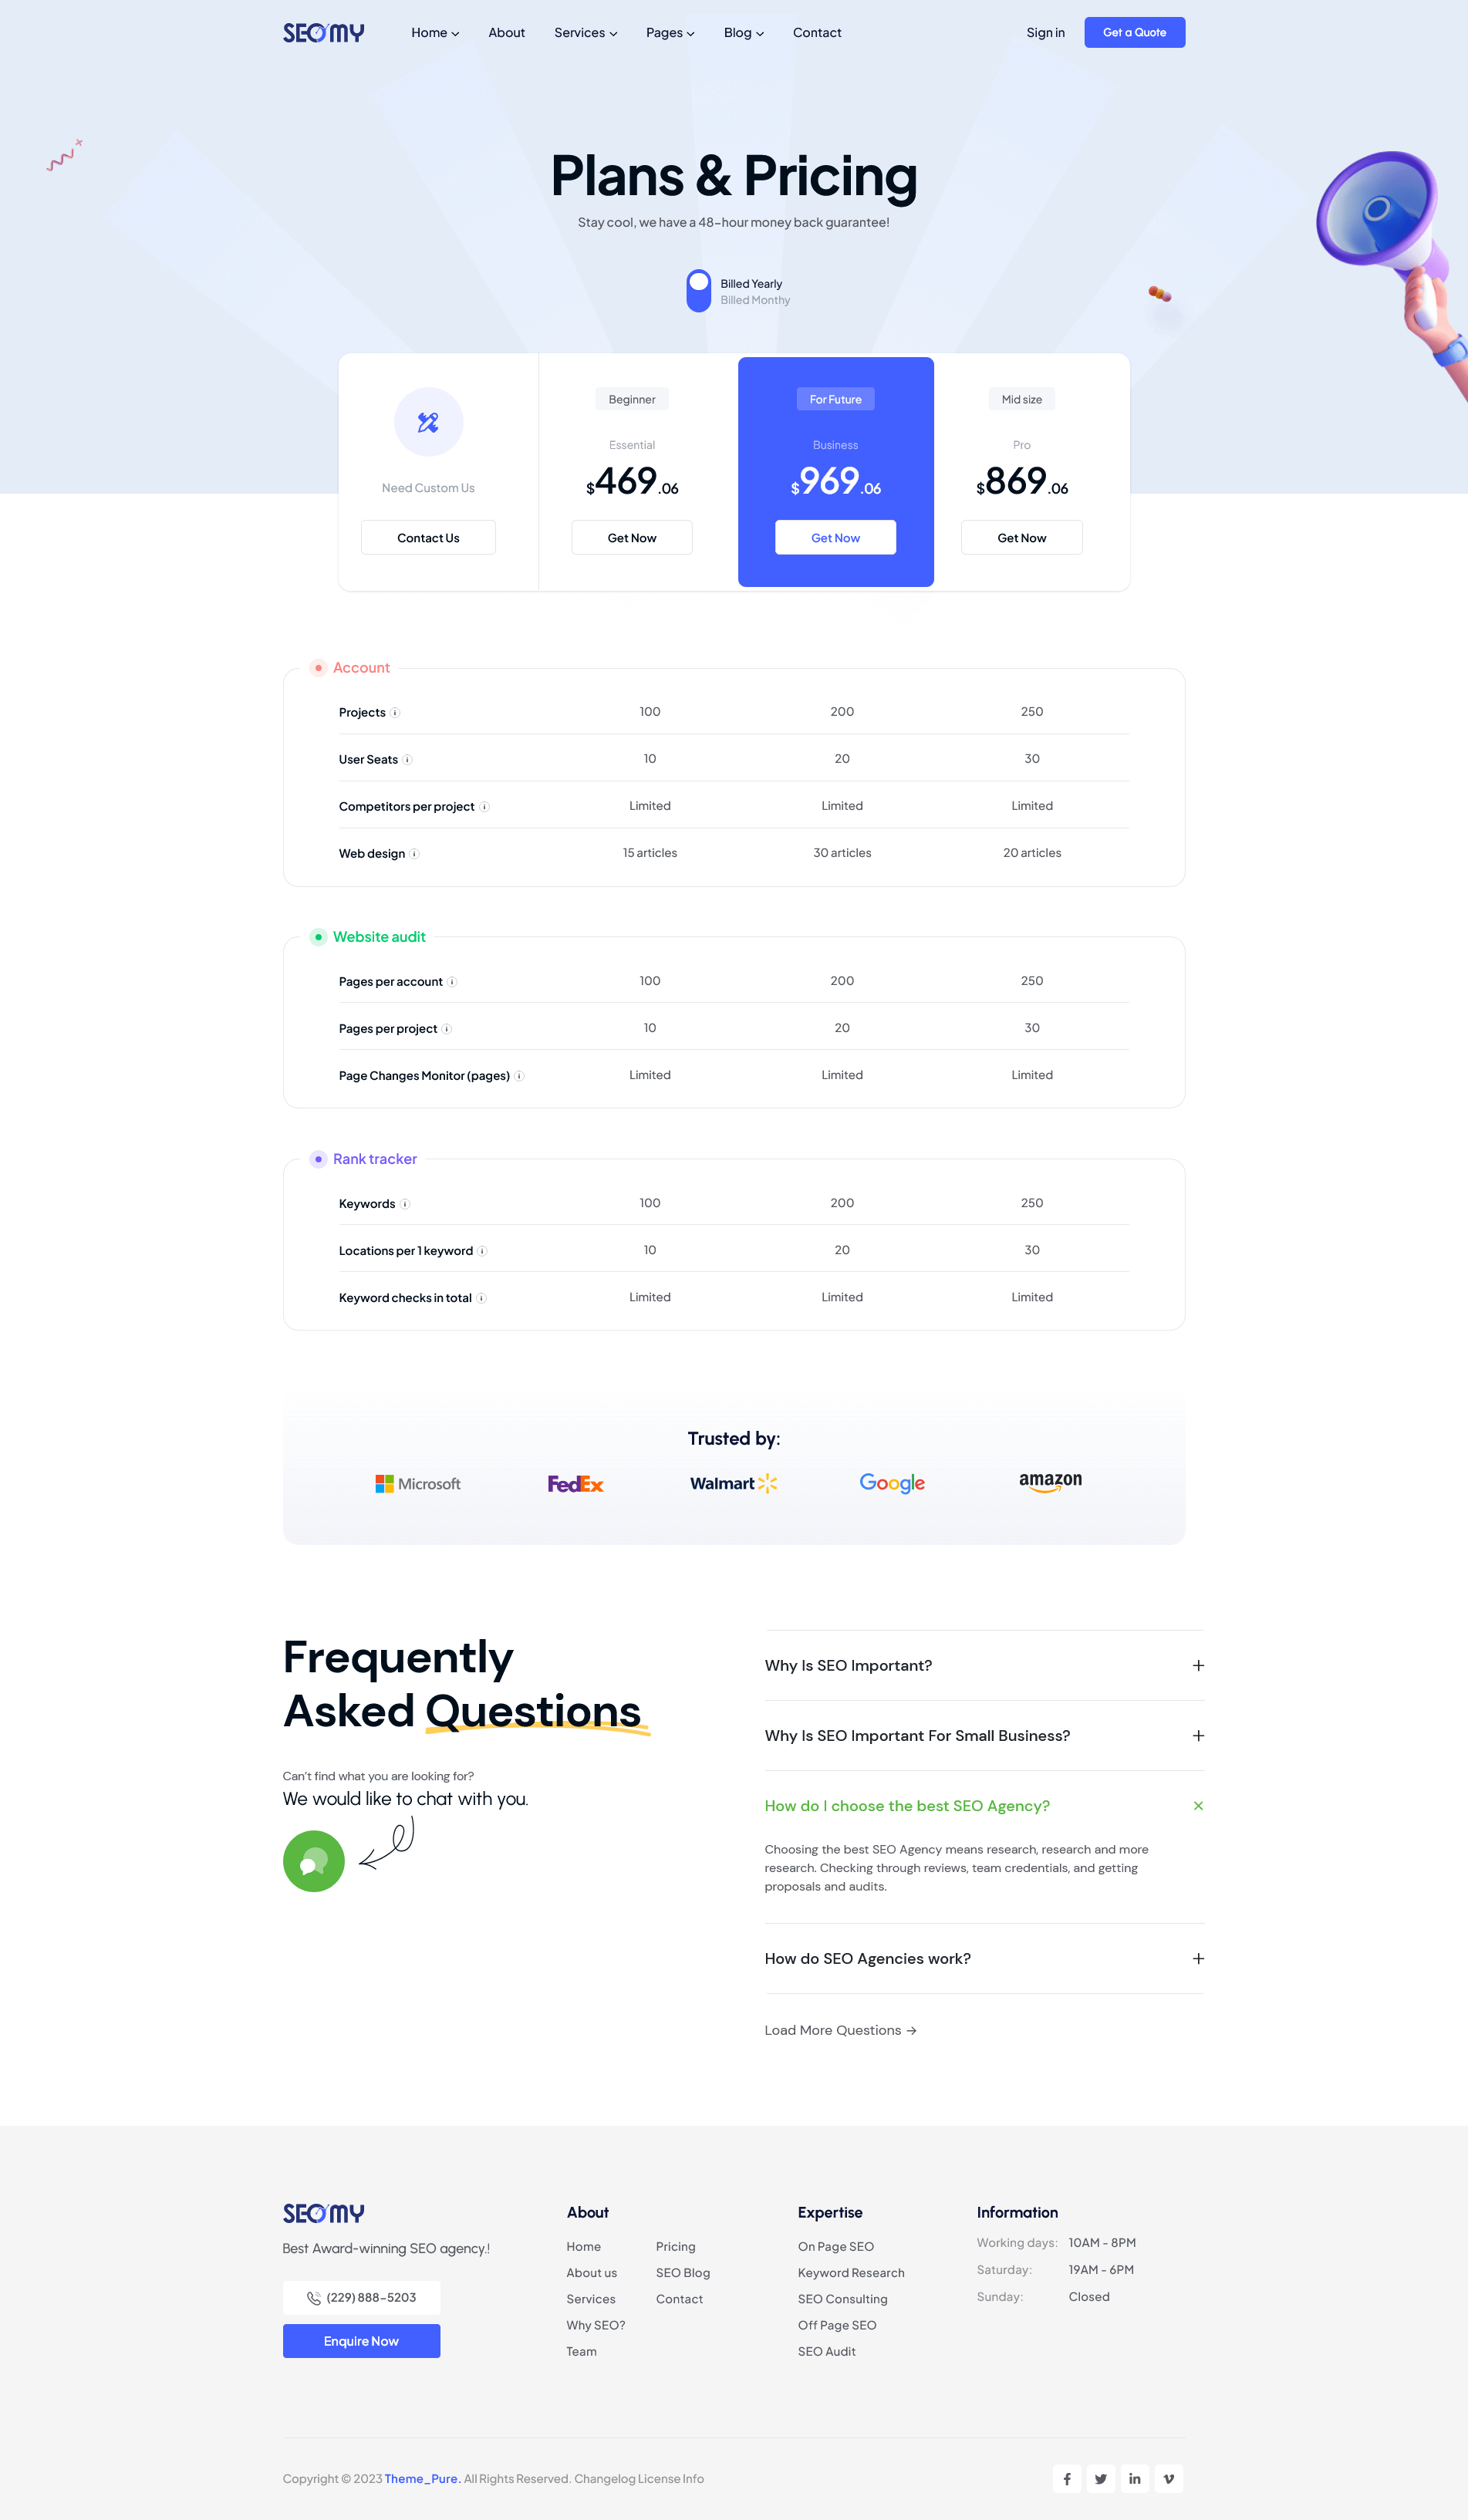 SEOMY
Home About Services Pages Blog Contact Sign in Get a Quote
Plans & Pricing
Stay cool, we have a 48-hour money back guarantee!
Billed Yearly
Billed Monthy
Need Custom Us
Contact Us
Beginner
Essential
$469.06
Get Now
For Future
Business
$969.06
Get Now
Mid size
Pro
$869.06
Get Now
Account
Projects 100 200 250
User Seats 10 20 30
Competitors per project Limited Limited Limited
Web design 15 articles 30 articles 20 articles
Website audit
Pages per account 100 200 250
Pages per project 10 20 30
Page Changes Monitor (pages) Limited Limited Limited
Rank tracker
Keywords 100 200 250
Locations per 1 keyword 10 20 30
Keyword checks in total Limited Limited Limited
Trusted by:
Microsoft FedEx Walmart Google amazon
Frequently
Asked Questions
Can't find what you are looking for?
We would like to chat with you.
Why Is SEO Important?
Why Is SEO Important For Small Business?
How do I choose the best SEO Agency?
Choosing the best SEO Agency means research, research and more
research. Checking through reviews, team credentials, and getting
proposals and audits.
How do SEO Agencies work?
Load More Questions →
SEOMY
Best Award-winning SEO agency.!
(229) 888-5203
Enquire Now
About
Home
About us
Services
Why SEO?
Team
Pricing
SEO Blog
Contact
Expertise
On Page SEO
Keyword Research
SEO Consulting
Off Page SEO
SEO Audit
Information
Working days: 10AM - 8PM
Saturday: 19AM - 6PM
Sunday: Closed
Copyright © 2023 Theme_Pure. All Rights Reserved. Changelog License Info